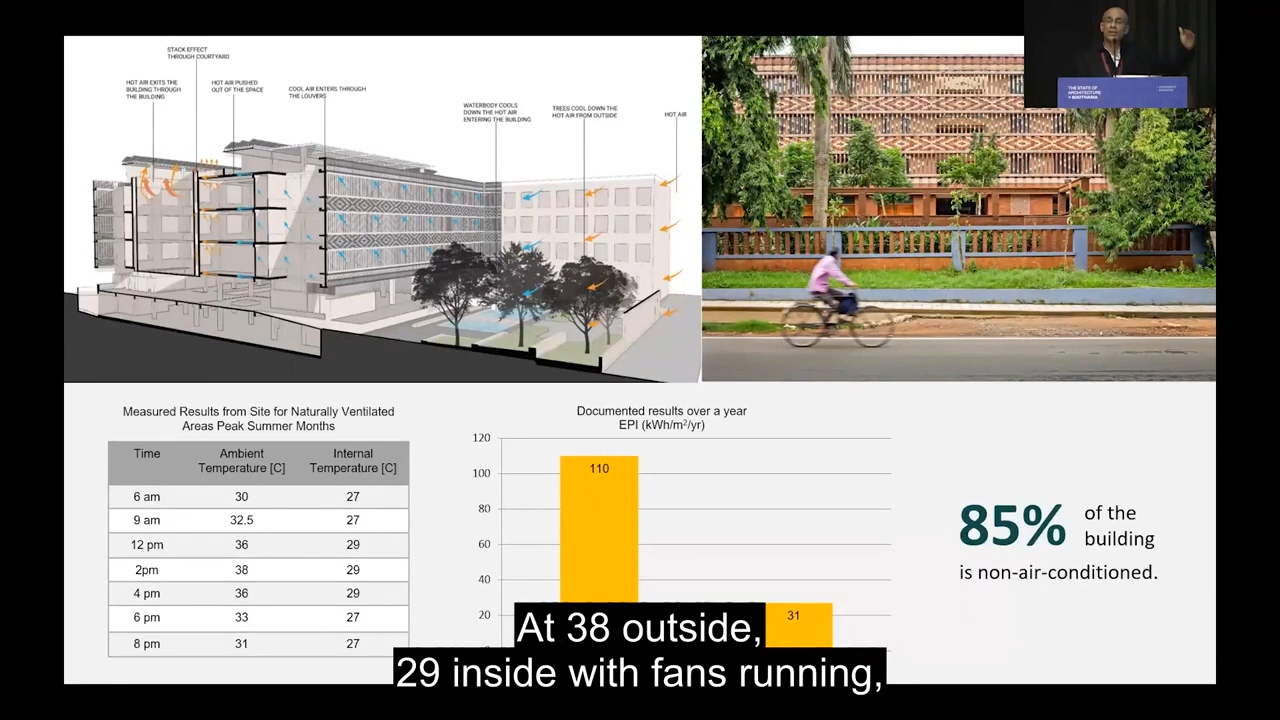 STACK EFFECT
THROUGH COURTYARD
HOT AIR EXITS THE
BUILDING THROUGH
THE BUILDING
HOT AIR PUSHED
OUT OF THE SPACE
COOL AIR ENTERS THROUGH
THE LOUVERS
WATERBODY COOLS
DOWN THE HOT AIR
ENTERING THE BUILDING
TREES COOL DOWN THE
HOT AIR FROM OUTSIDE
HOT AIR
THE STATE OF
ARCHITECTURE
Measured Results from Site for Naturally Ventilated
Areas Peak Summer Months
Time Ambient Temperature [C] Internal Temperature [C]
6 am 30 27
9 am 32.5 27
12 pm 36 29
2pm 38 29
4 pm 36 29
6 pm 33 27
8 pm 31 27
Documented results over a year
EPI (kWh/m²/yr)
120
100
80
60
40
20
110
31
85% of the
building
is non-air-conditioned.
At 38 outside,
29 inside with fans running,